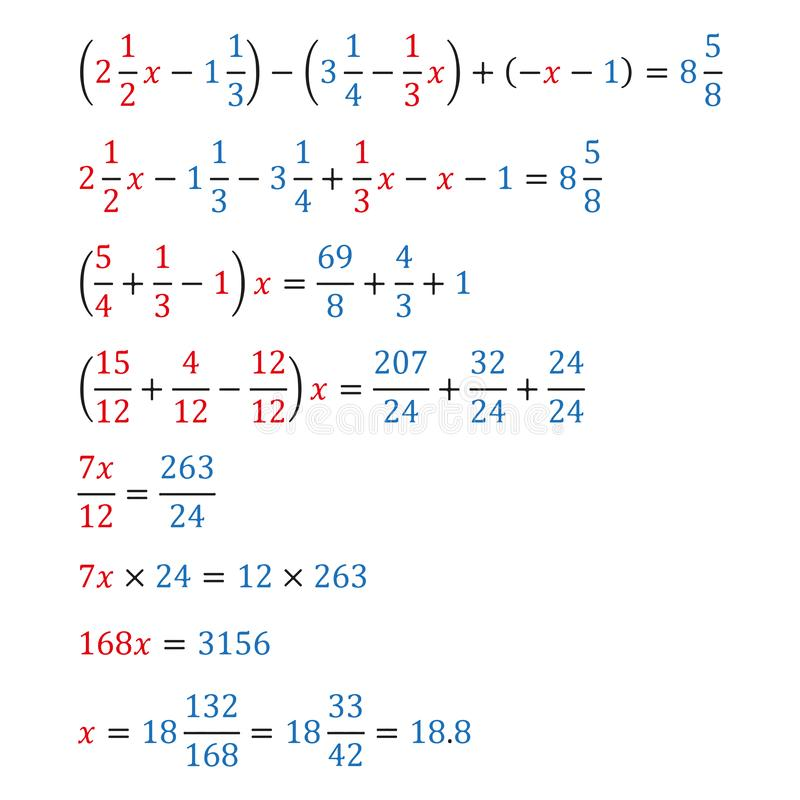 (2 1/2 x − 1 1/3) − (3 1/4 − 1/3 x) + (−x − 1) = 8 5/8
2 1/2 x − 1 1/3 − 3 1/4 + 1/3 x − x − 1 = 8 5/8
(5/4 + 1/3 − 1) x = 69/8 + 4/3 + 1
(15/12 + 4/12 − 12/12) x = 207/24 + 32/24 + 24/24
dreamstime
7x/12 = 263/24
7x × 24 = 12 × 263
168x = 3156
x = 18 132/168 = 18 33/42 = 18.8